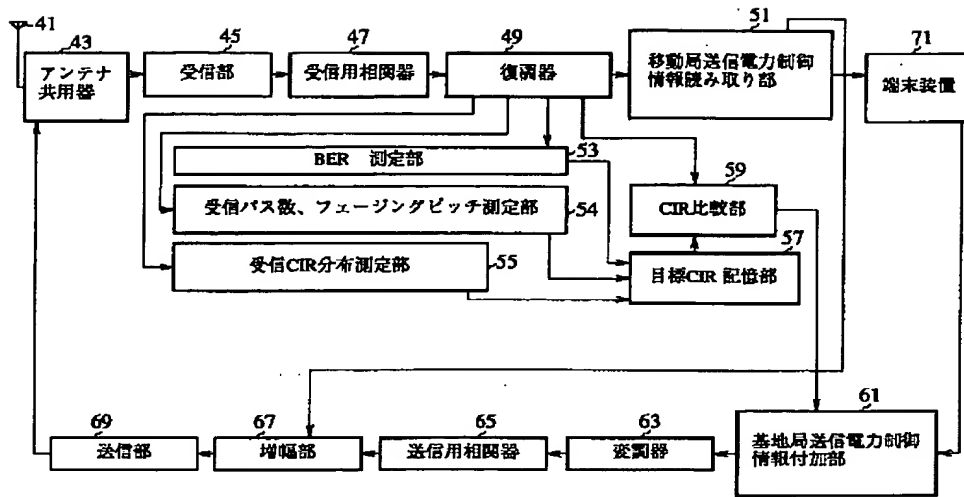 41
43
アンテナ
共用器
45
受信部
47
受信用相関器
49
復調器
51
移動局送信電力制御
情報読み取り部
71
端末装置
BER 測定部
53
受信パス数、フェージングピッチ測定部
54
受信CIR分布測定部
55
59
CIR比較部
57
目標CIR 記憶部
69
送信部
67
増幅部
65
送信用相関器
63
変調器
61
基地局送信電力制御
情報付加部